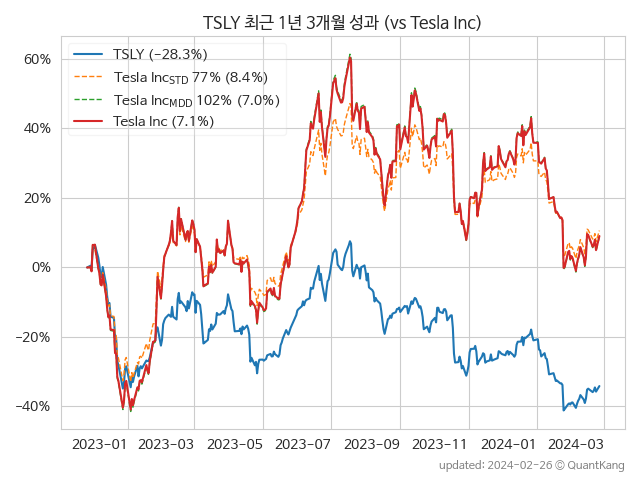 TSLY 최근 1년 3개월 성과 (vs Tesla Inc)
TSLY (−28.3%)
Tesla Inc_STD 77% (8.4%)
Tesla Inc_MDD 102% (7.0%)
Tesla Inc (7.1%)
60%
40%
20%
0%
−20%
−40%
2023-01 2023-03 2023-05 2023-07 2023-09 2023-11 2024-01 2024-03
updated: 2024-02-26 © QuantKang